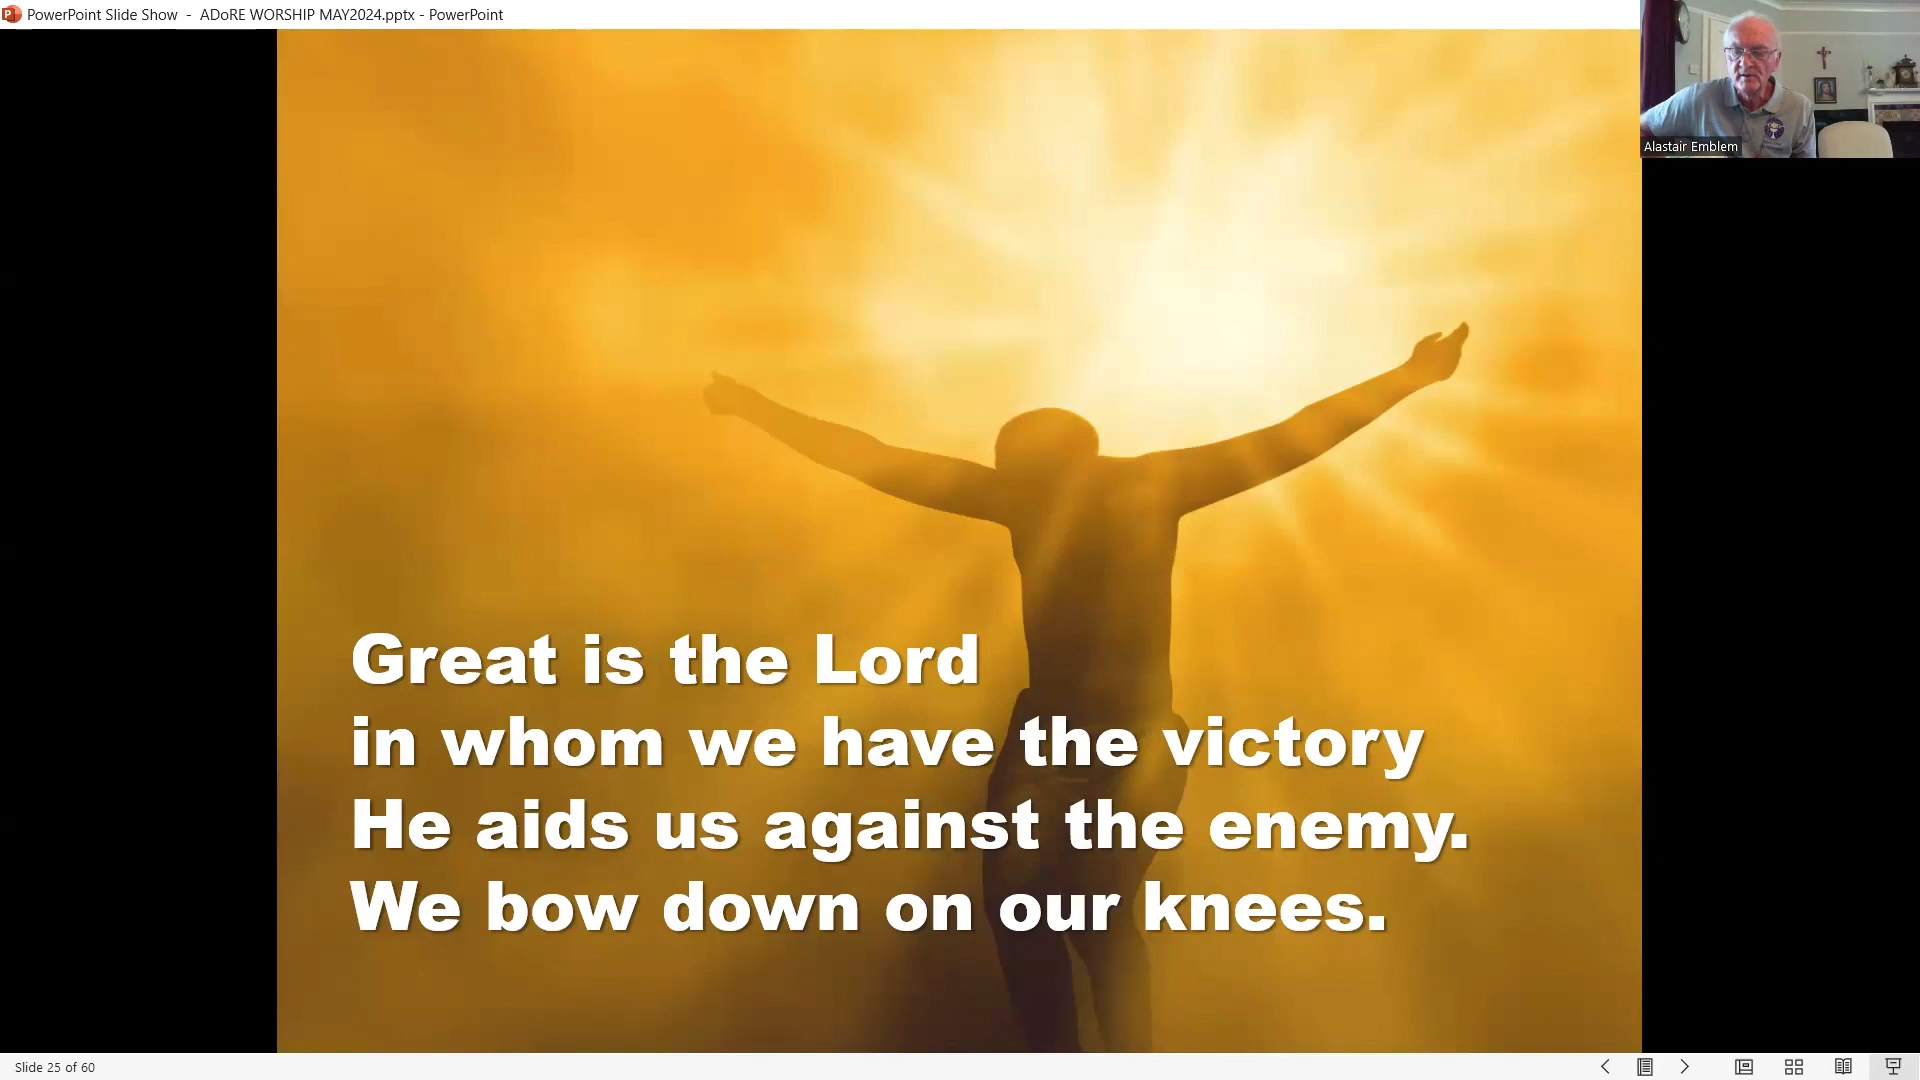 PowerPoint Slide Show - ADoRE WORSHIP MAY2024.pptx - PowerPoint
Alastair Emblem
Great is the Lord
in whom we have the victory
He aids us against the enemy.
We bow down on our knees.
Slide 25 of 60